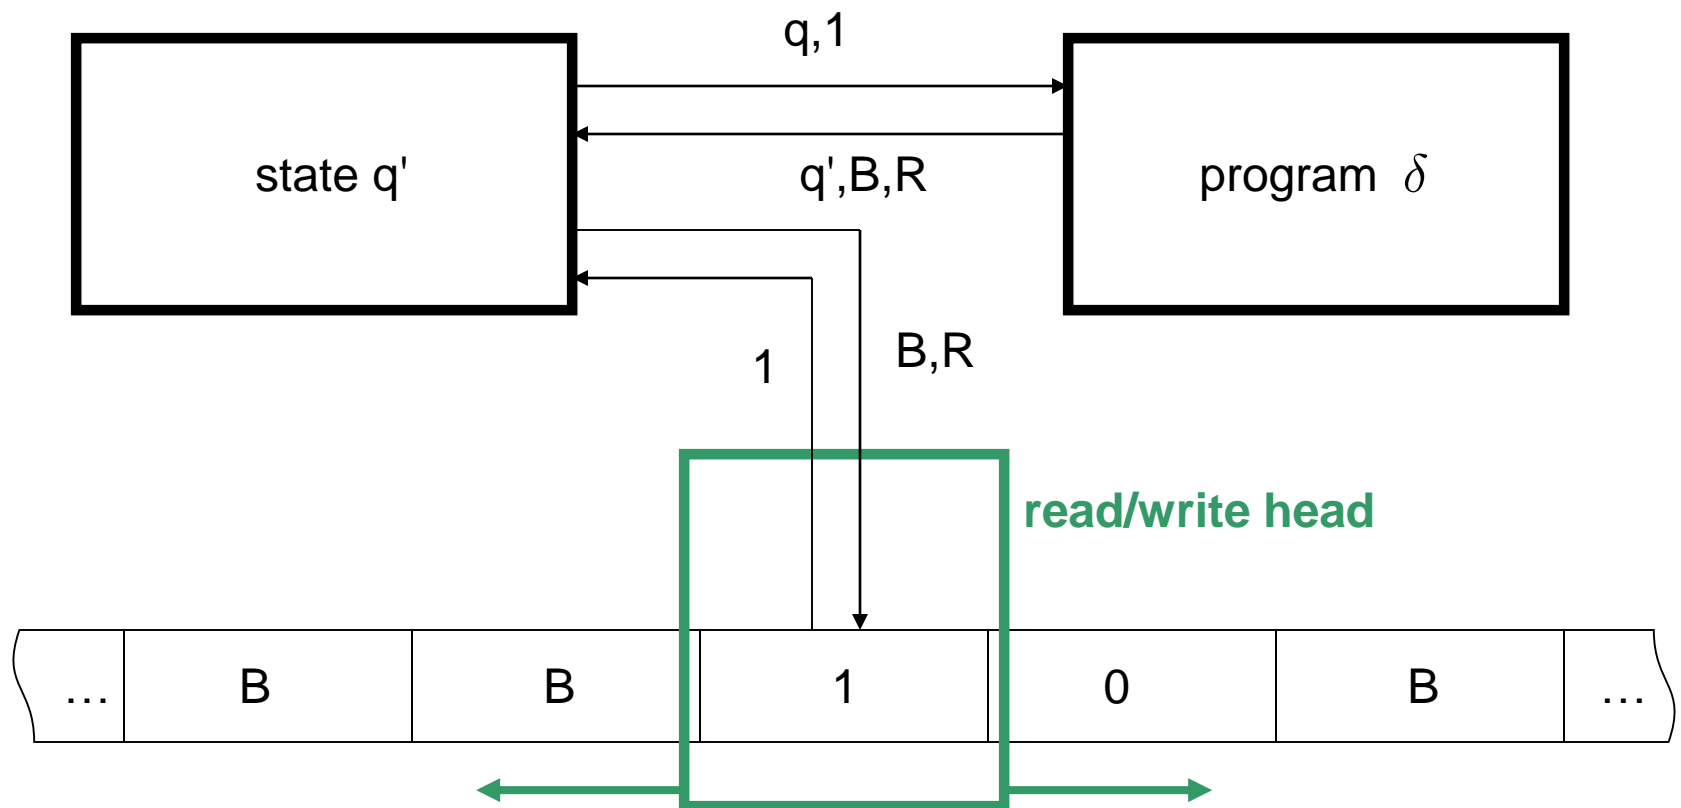 q,1
state q'
q',B,R
program δ
1
B,R
read/write head
... B B 1 0 B ...